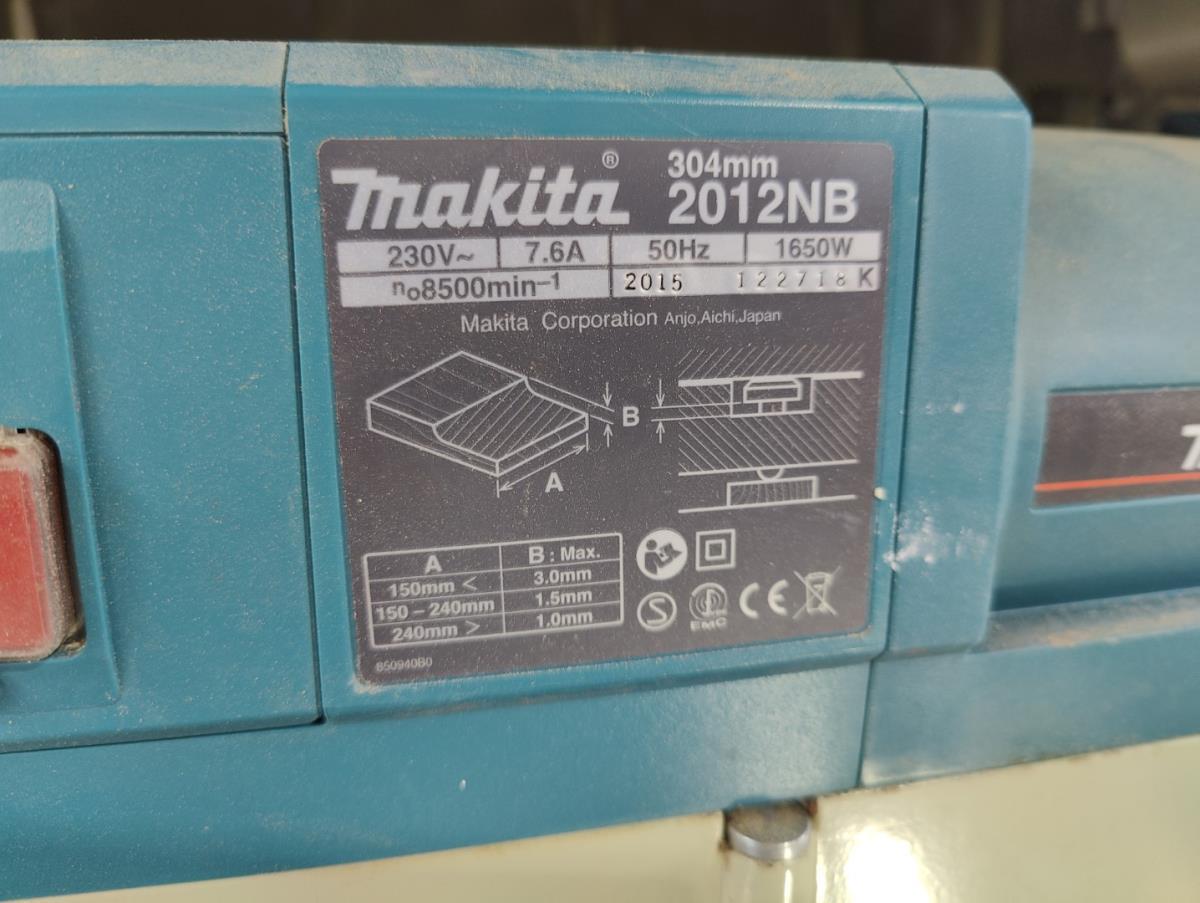 makita® 304mm
2012NB
230V~ 7.6A 50Hz 1650W
n₀8500min⁻¹ 2015 122718 K
Makita Corporation Anjo,Aichi,Japan
B
A
A B : Max.
150mm < 3.0mm
150 – 240mm 1.5mm
240mm > 1.0mm
S
EMC
CE
850940B0